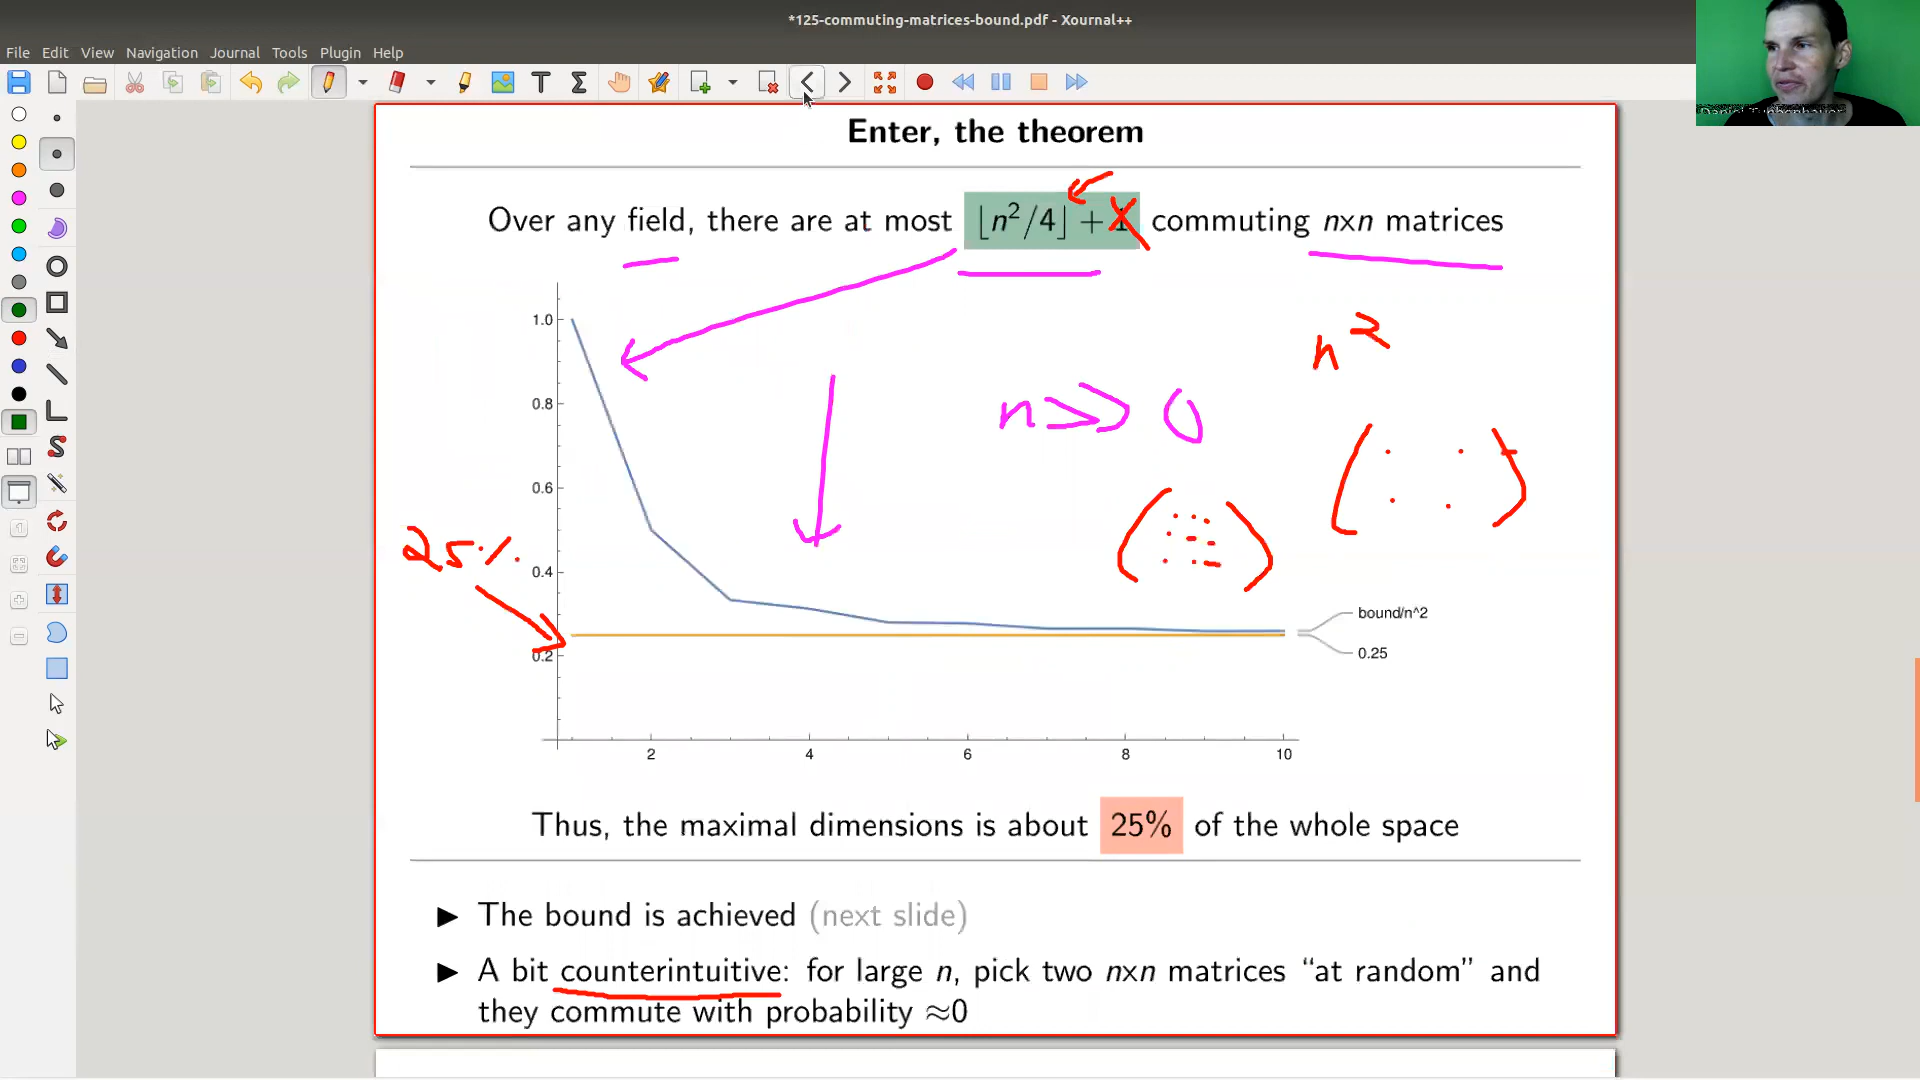 *125-commuting-matrices-bound.pdf - Xournal++
File Edit View Navigation Journal Tools Plugin Help
Enter, the theorem
Over any field, there are at most ⌊n²/4⌋ + 1 commuting n×n matrices
n²
1.0
0.8
n ≫ 0
0.6
25%
0.4
bound/n^2
0.25
0.2
2 4 6 8 10
Thus, the maximal dimensions is about 25% of the whole space
▶ The bound is achieved (next slide)
▶ A bit counterintuitive: for large n, pick two n×n matrices “at random” and
they commute with probability ≈0